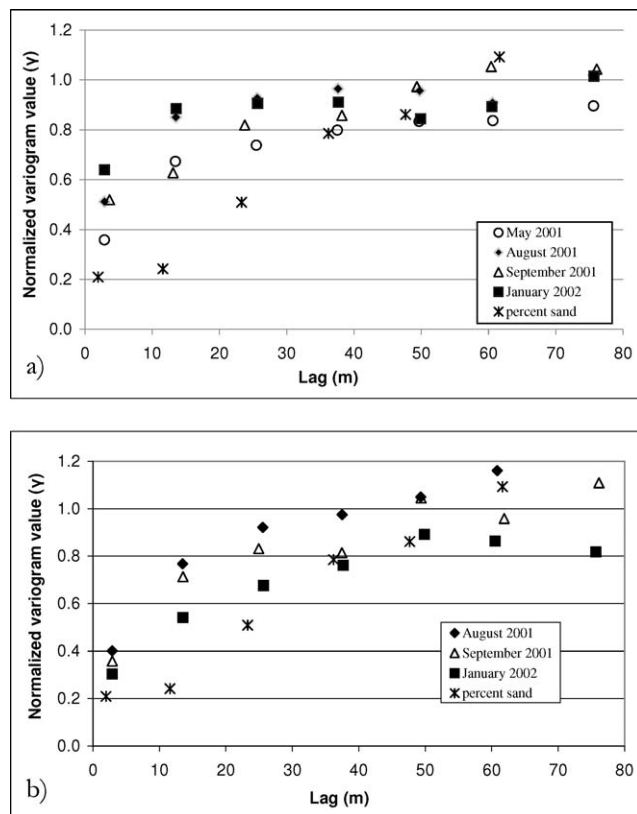 1.2
1.0
0.8
0.6
0.4
0.2
0.0
Normalized variogram value (γ)
May 2001
August 2001
September 2001
January 2002
percent sand
0 10 20 30 40 50 60 70 80
Lag (m)
a)
1.2
1.0
0.8
0.6
0.4
0.2
0.0
Normalized variogram value (γ)
August 2001
September 2001
January 2002
percent sand
0 10 20 30 40 50 60 70 80
Lag (m)
b)